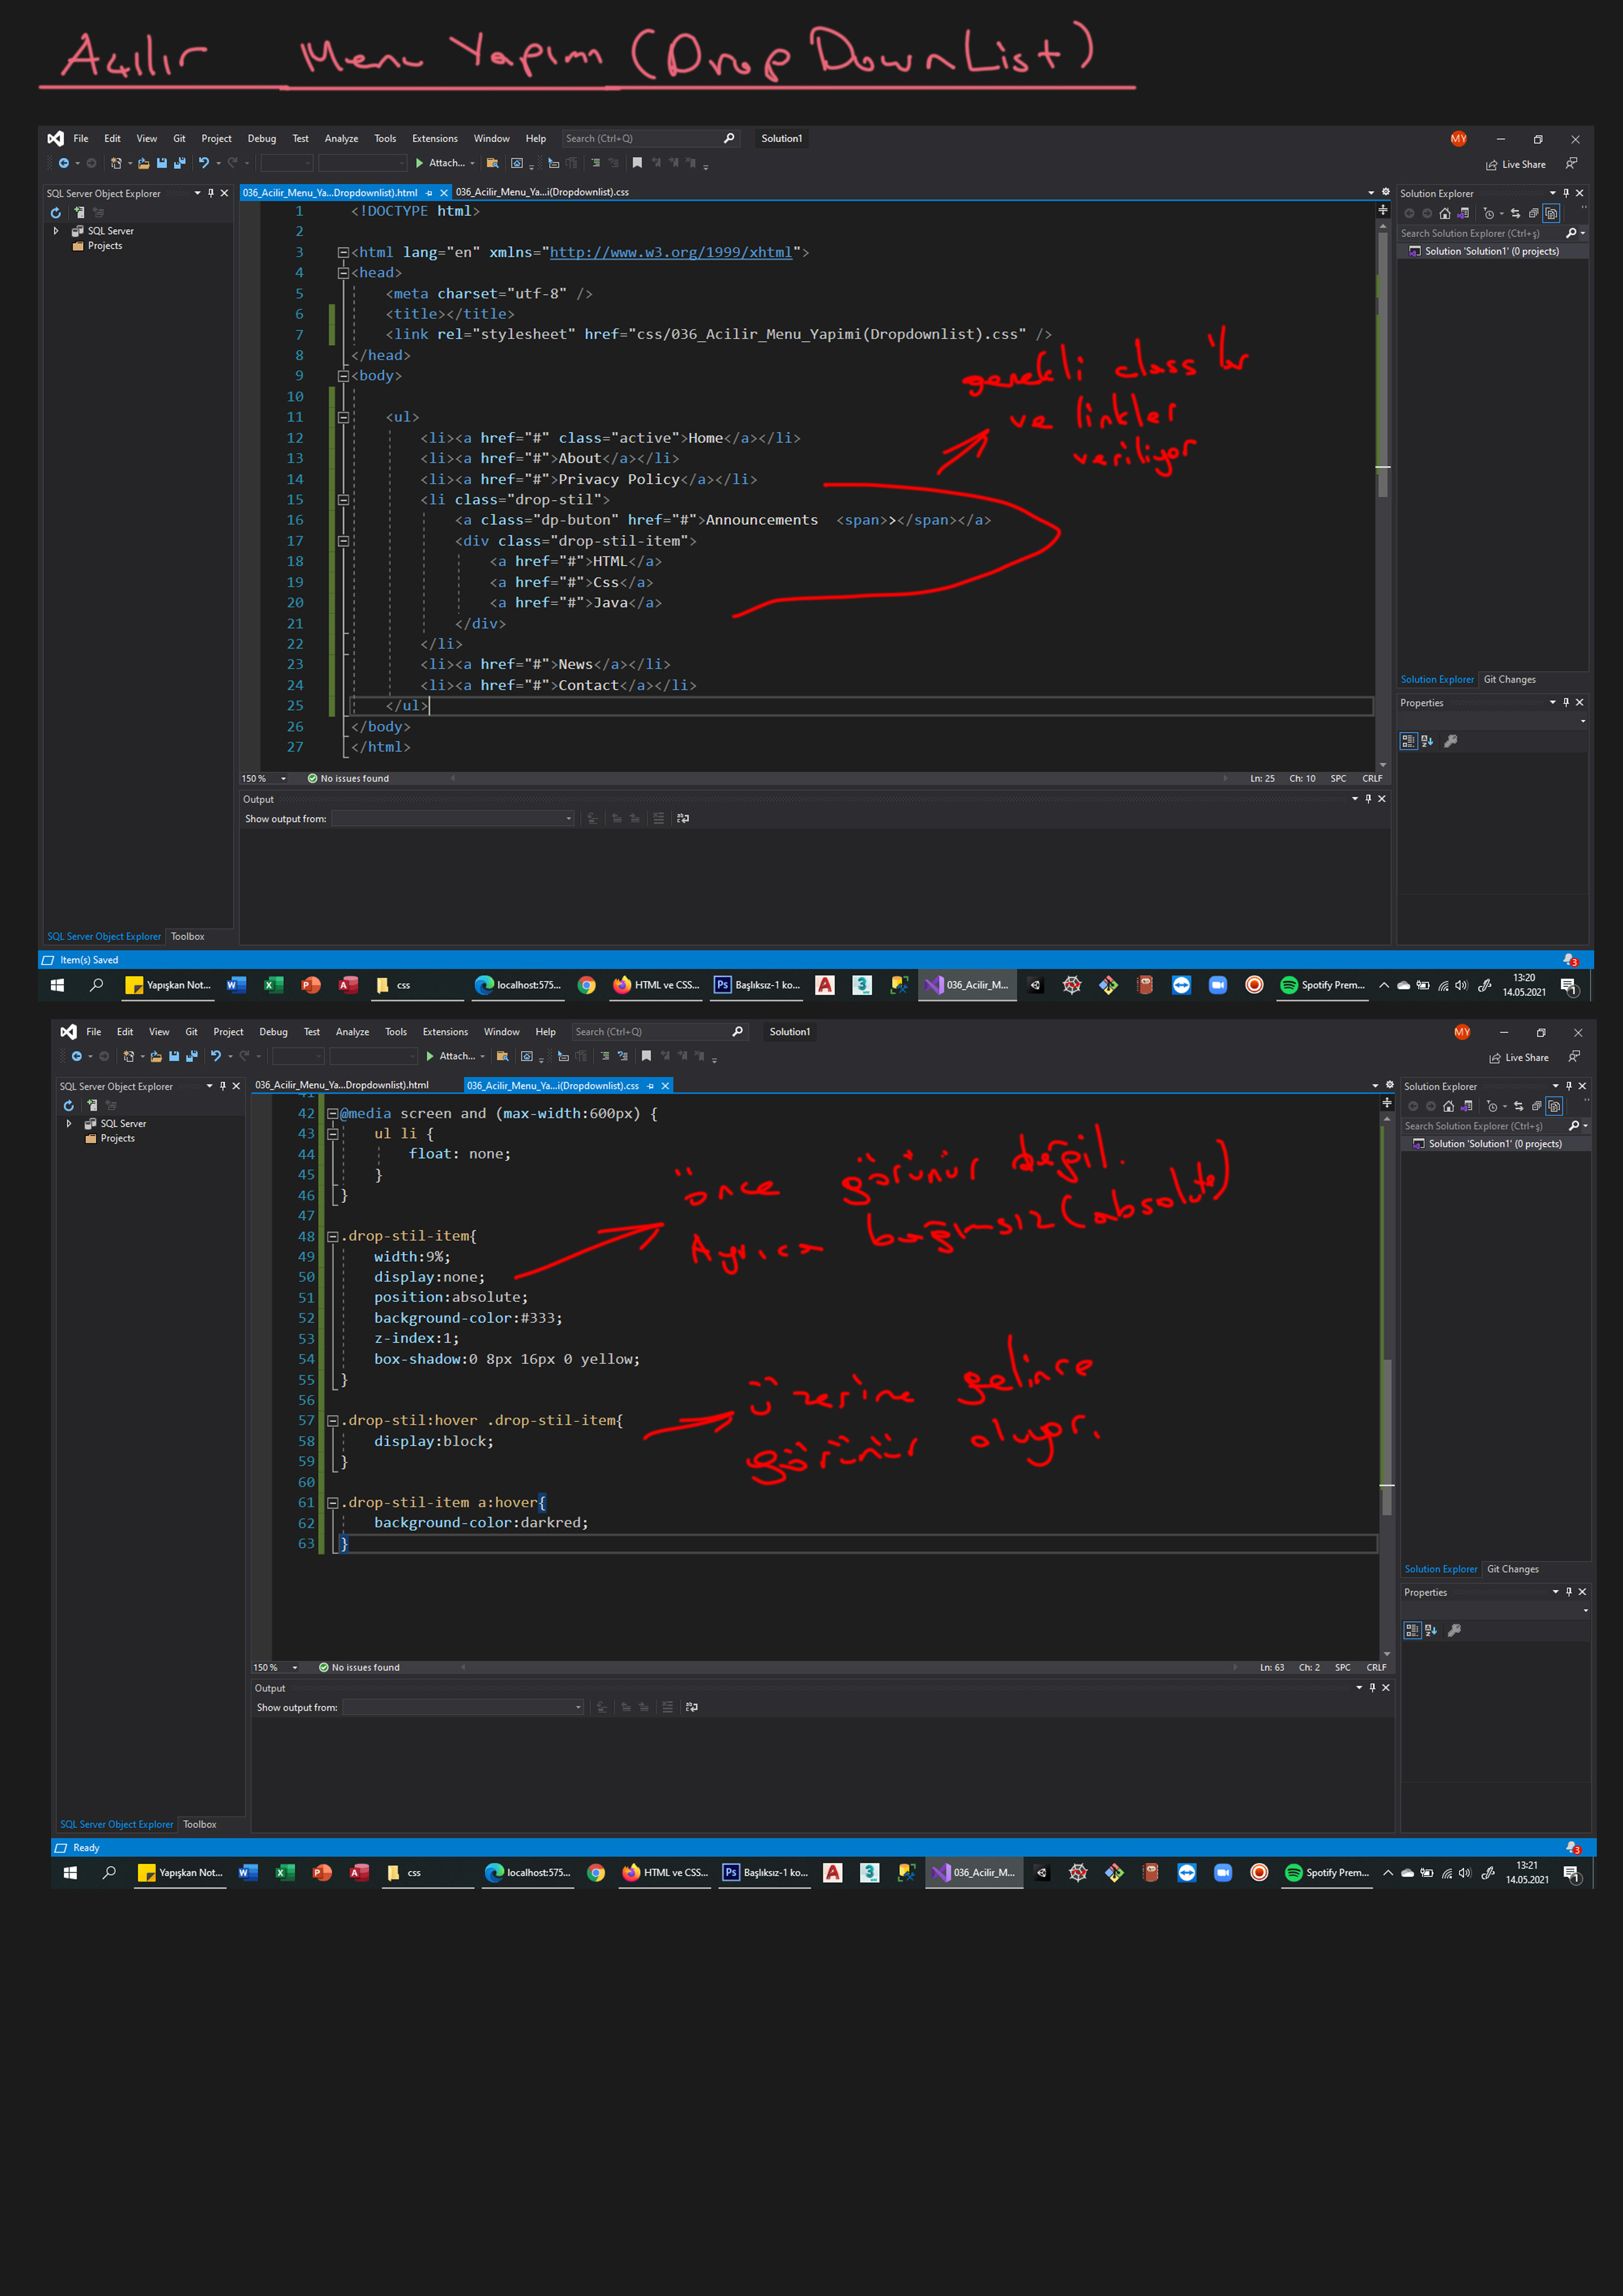 Açılır Menu Yapımı (DropDownList)
File Edit View Git Project Debug Test Analyze Tools Extensions Window Help Search (Ctrl+Q) Solution1 MY
Attach... Live Share
SQL Server Object Explorer
SQL Server
Projects
036_Acilir_Menu_Ya...Dropdownlist).html 036_Acilir_Menu_Ya...i(Dropdownlist).css
1 <!DOCTYPE html>
2
3 <html lang="en" xmlns="http://www.w3.org/1999/xhtml">
4 <head>
5 <meta charset="utf-8" />
6 <title></title>
7 <link rel="stylesheet" href="css/036_Acilir_Menu_Yapimi(Dropdownlist).css" />
8 </head>
9 <body>
10
11 <ul>
12 <li><a href="#" class="active">Home</a></li>
13 <li><a href="#">About</a></li>
14 <li><a href="#">Privacy Policy</a></li>
15 <li class="drop-stil">
16 <a class="dp-buton" href="#">Announcements <span>></span></a>
17 <div class="drop-stil-item">
18 <a href="#">HTML</a>
19 <a href="#">Css</a>
20 <a href="#">Java</a>
21 </div>
22 </li>
23 <li><a href="#">News</a></li>
24 <li><a href="#">Contact</a></li>
25 </ul>
26 </body>
27 </html>
gerekli class'lar
ve linkler
veriliyor
150 % No issues found Ln: 25 Ch: 10 SPC CRLF
Output
Show output from:
Solution Explorer
Search Solution Explorer (Ctrl+ş)
Solution 'Solution1' (0 projects)
Solution Explorer Git Changes
Properties
SQL Server Object Explorer Toolbox
Item(s) Saved 3
Yapışkan Not... css localhost:575... HTML ve CSS... Başlıksız-1 ko... 036_Acilir_M... Spotify Prem... 13:20
14.05.2021 1
File Edit View Git Project Debug Test Analyze Tools Extensions Window Help Search (Ctrl+Q) Solution1 MY
Attach... Live Share
SQL Server Object Explorer
SQL Server
Projects
036_Acilir_Menu_Ya...Dropdownlist).html 036_Acilir_Menu_Ya...i(Dropdownlist).css
41
42 @media screen and (max-width:600px) {
43 ul li {
44 float: none;
45 }
46 }
47
48 .drop-stil-item{
49 width:9%;
50 display:none;
51 position:absolute;
52 background-color:#333;
53 z-index:1;
54 box-shadow:0 8px 16px 0 yellow;
55 }
56
57 .drop-stil:hover .drop-stil-item{
58 display:block;
59 }
60
61 .drop-stil-item a:hover{
62 background-color:darkred;
63 }
önce görünür değil.
Ayrıca bağımsız (absolute)
üzerine gelince
görünür oluyor.
150 % No issues found Ln: 63 Ch: 2 SPC CRLF
Output
Show output from:
Solution Explorer
Search Solution Explorer (Ctrl+ş)
Solution 'Solution1' (0 projects)
Solution Explorer Git Changes
Properties
SQL Server Object Explorer Toolbox
Ready 3
Yapışkan Not... css localhost:575... HTML ve CSS... Başlıksız-1 ko... 036_Acilir_M... Spotify Prem... 13:21
14.05.2021 1